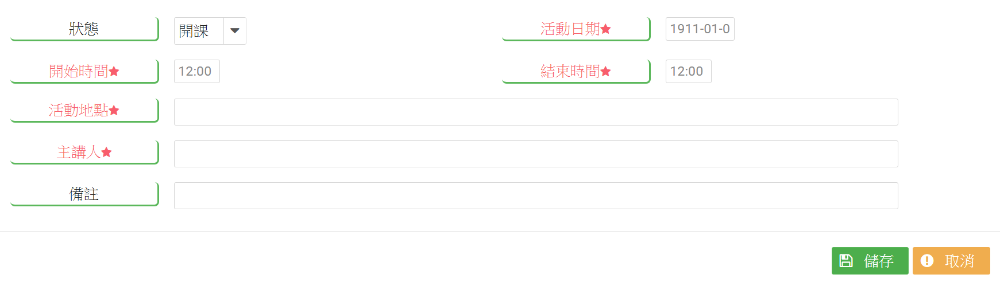 狀態 開課 活動日期★ 1911-01-0
開始時間★ 12:00 結束時間★ 12:00
活動地點★
主講人★
備註
儲存 取消